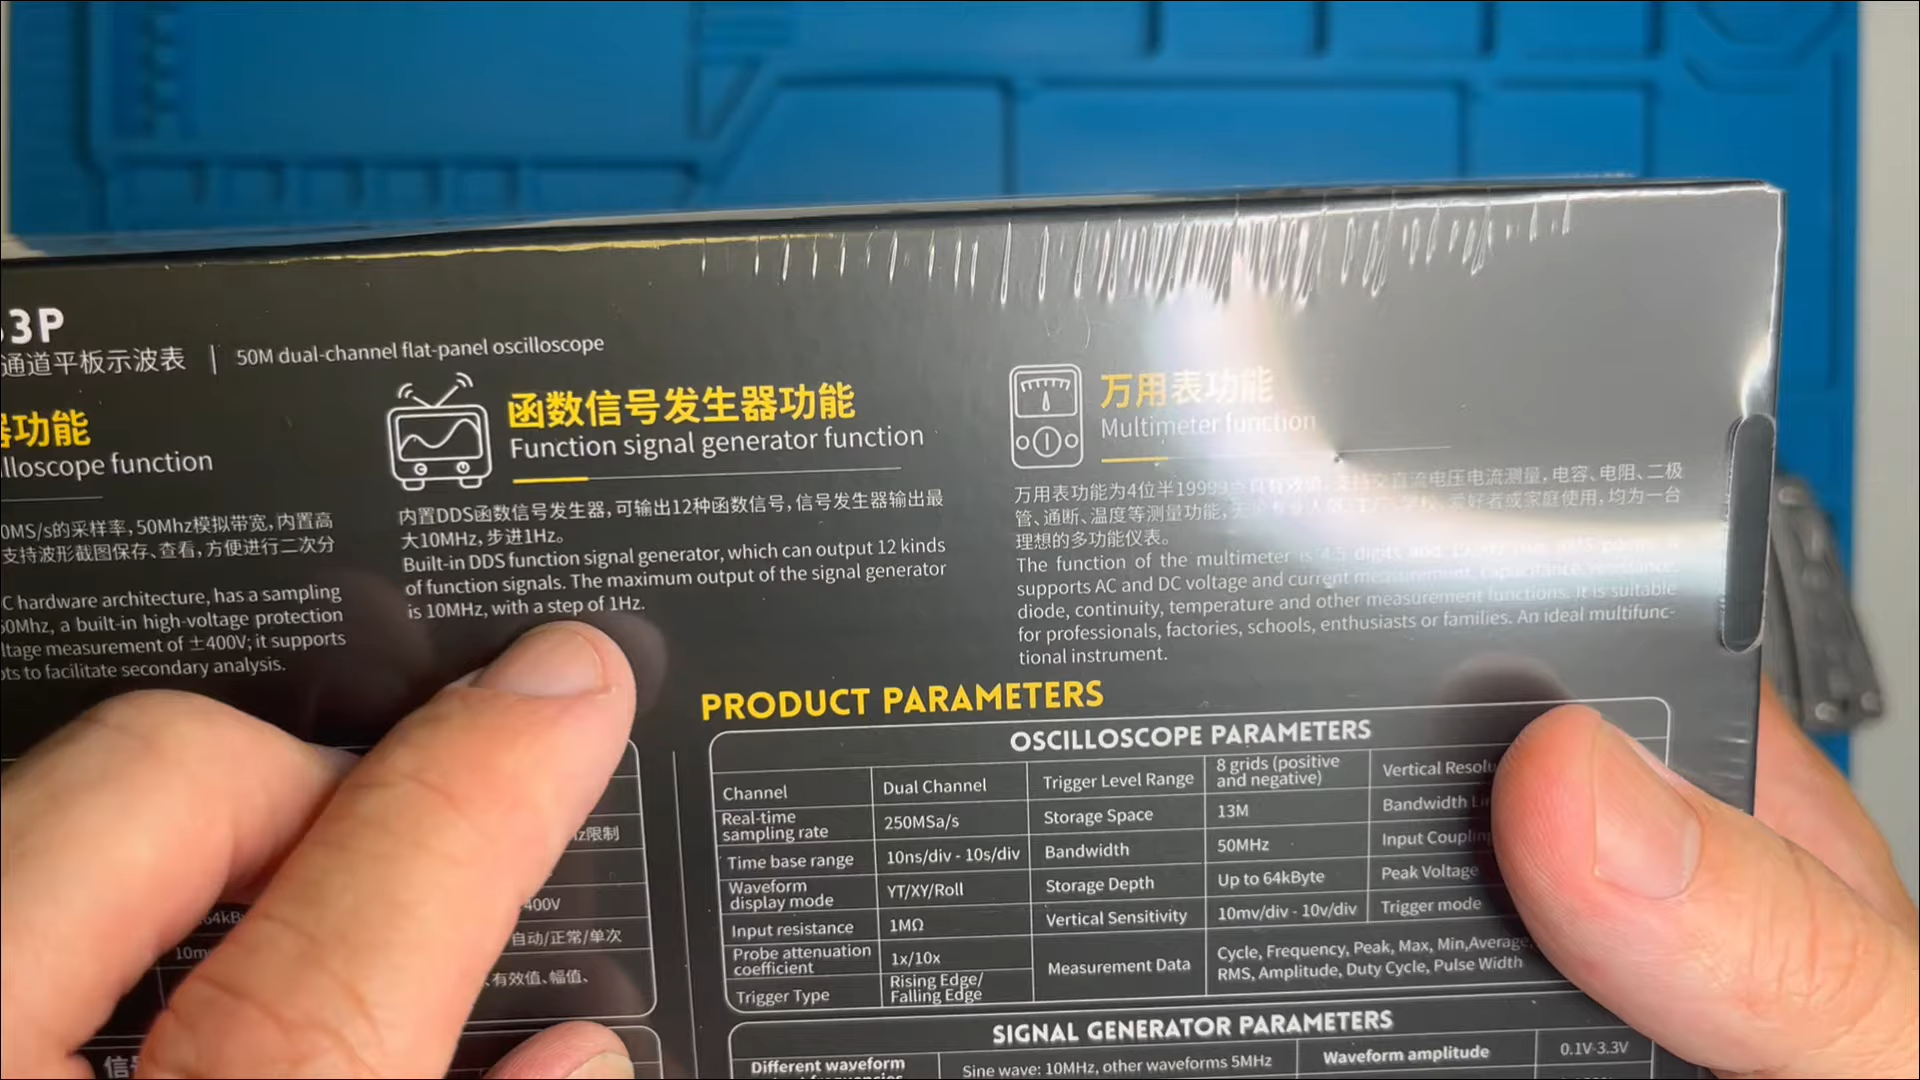 3P
通道平板示波表 | 50M dual-channel flat-panel oscilloscope
器功能
lloscope function
0MS/s的采样率，50Mhz模拟带宽，内置高
支持波形截图保存、查看，方便进行二次分
C hardware architecture, has a sampling
50Mhz, a built-in high-voltage protection
ltage measurement of ±400V; it supports
ots to facilitate secondary analysis.
函数信号发生器功能
Function signal generator function
内置DDS函数信号发生器，可输出12种函数信号，信号发生器输出最
大10MHz，步进1Hz。
Built-in DDS function signal generator, which can output 12 kinds
of function signals. The maximum output of the signal generator
is 10MHz, with a step of 1Hz.
万用表功能
Multimeter function
万用表功能为4位半19999点真有效值，支持交直流电压电流测量，电容、电阻、二极
管、通断、温度等测量功能，爱好者或家庭使用，均为一台
理想的多功能仪表。
The function of the multimeter is 4.5 digits and
supports AC and DC voltage and current measurement, capacitance, resistance,
diode, continuity, temperature and other measurement functions. It is suitable
for professionals, factories, schools, enthusiasts or families. An ideal multifunc-
tional instrument.
PRODUCT PARAMETERS
OSCILLOSCOPE PARAMETERS
Channel Dual Channel Trigger Level Range 8 grids (positive and negative) Vertical Resolu
Real-time sampling rate 250MSa/s Storage Space 13M Bandwidth Li
Time base range 10ns/div - 10s/div Bandwidth 50MHz Input Coupling
Waveform display mode YT/XY/Roll Storage Depth Up to 64kByte Peak Voltage
Input resistance 1MΩ Vertical Sensitivity 10mv/div - 10v/div Trigger mode
Probe attenuation coefficient 1x/10x Measurement Data Cycle, Frequency, Peak, Max, Min,Average,
RMS, Amplitude, Duty Cycle, Pulse Width
Trigger Type Rising Edge/ Falling Edge
z限制
400V
64kB
10m
自动/正常/单次
、有效值、幅值、
信号
SIGNAL GENERATOR PARAMETERS
Different waveform Sine wave: 10MHz, other waveforms 5MHz Waveform amplitude 0.1V-3.3V